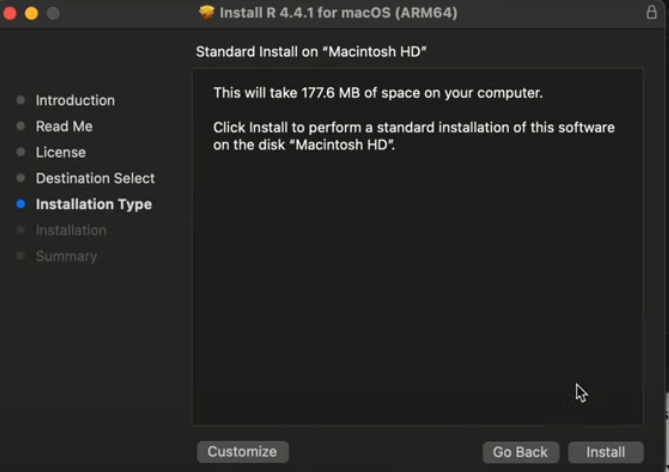 Install R 4.4.1 for macOS (ARM64)
Standard Install on “Macintosh HD”
Introduction
Read Me
License
Destination Select
Installation Type
Installation
Summary
This will take 177.6 MB of space on your computer.
Click Install to perform a standard installation of this software
on the disk “Macintosh HD”.
Customize
Go Back
Install